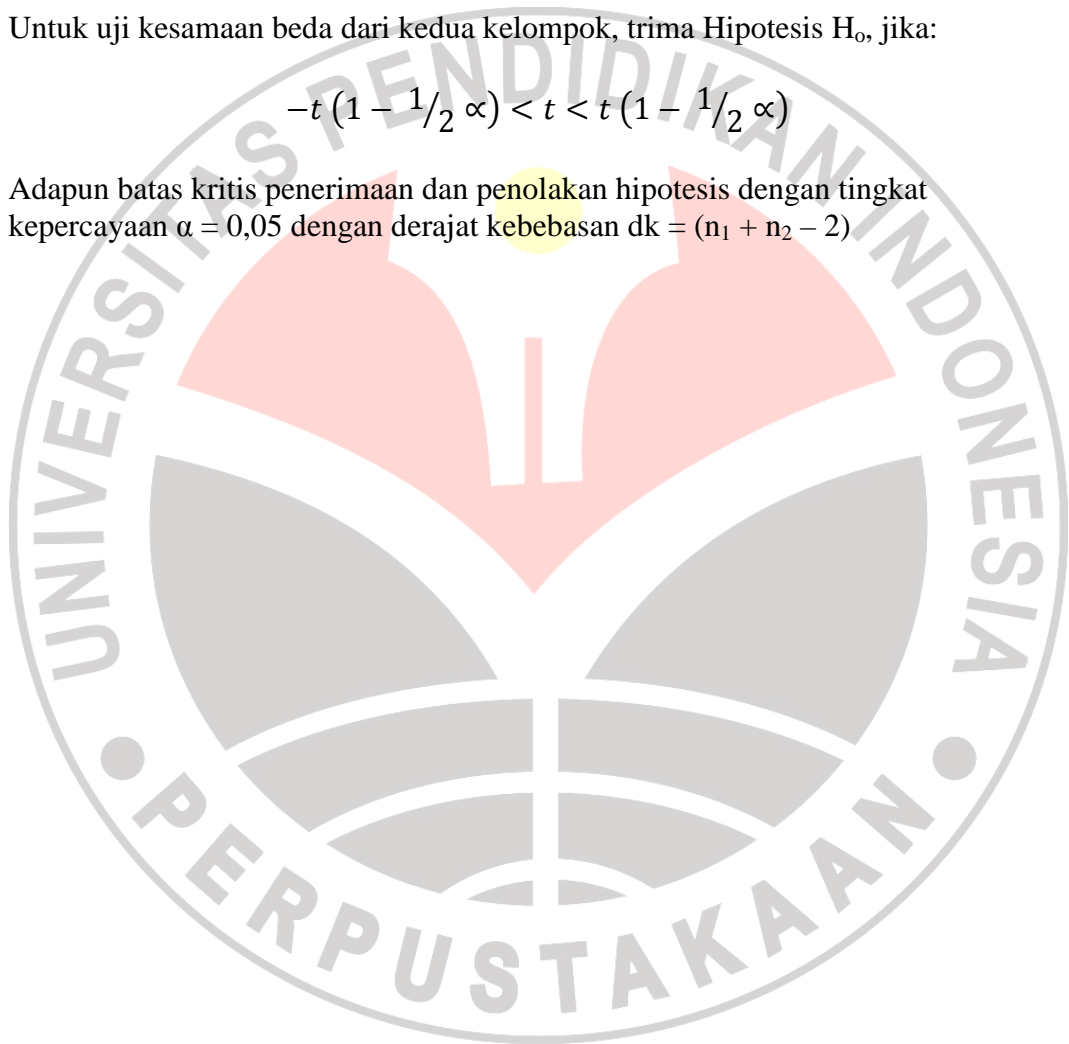 Untuk uji kesamaan beda dari kedua kelompok, trima Hipotesis Hₒ, jika:
−t (1 − 1/2 ∝) < t < t (1 − 1/2 ∝)
Adapun batas kritis penerimaan dan penolakan hipotesis dengan tingkat
kepercayaan α = 0,05 dengan derajat kebebasan dk = (n₁ + n₂ – 2)
UNIVERSITAS PENDIDIKAN INDONESIA
PERPUSTAKAAN